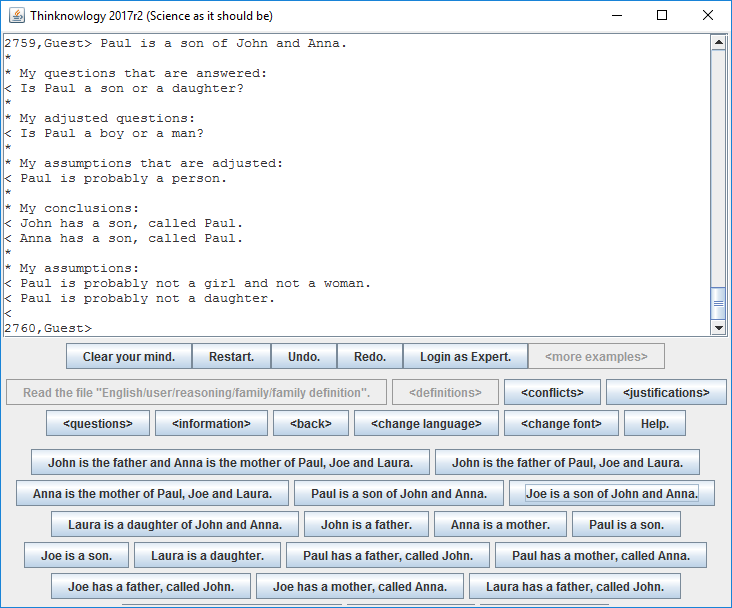 Thinknowlogy 2017r2 (Science as it should be)
2759,Guest> Paul is a son of John and Anna.
*
* My questions that are answered:
< Is Paul a son or a daughter?
*
* My adjusted questions:
< Is Paul a boy or a man?
*
* My assumptions that are adjusted:
< Paul is probably a person.
*
* My conclusions:
< John has a son, called Paul.
< Anna has a son, called Paul.
*
* My assumptions:
< Paul is probably not a girl and not a woman.
< Paul is probably not a daughter.
<
2760,Guest>
Clear your mind. Restart. Undo. Redo. Login as Expert. <more examples>
Read the file "English/user/reasoning/family/family definition". <definitions> <conflicts> <justifications>
<questions> <information> <back> <change language> <change font> Help.
John is the father and Anna is the mother of Paul, Joe and Laura. John is the father of Paul, Joe and Laura.
Anna is the mother of Paul, Joe and Laura. Paul is a son of John and Anna. Joe is a son of John and Anna.
Laura is a daughter of John and Anna. John is a father. Anna is a mother. Paul is a son.
Joe is a son. Laura is a daughter. Paul has a father, called John. Paul has a mother, called Anna.
Joe has a father, called John. Joe has a mother, called Anna. Laura has a father, called John.